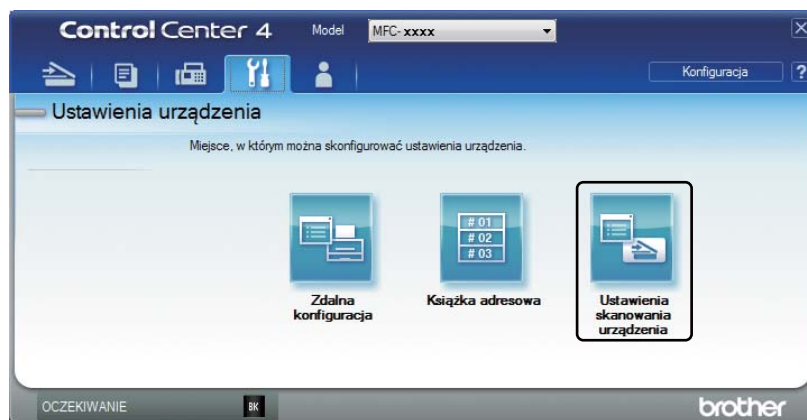 Control Center 4
Model
MFC- xxxx
Konfiguracja
?
Ustawienia urządzenia
Miejsce, w którym można skonfigurować ustawienia urządzenia.
# 01
# 02
# 03
Zdalna
konfiguracja
Książka adresowa
Ustawienia
skanowania
urządzenia
OCZEKIWANIE
BK
brother